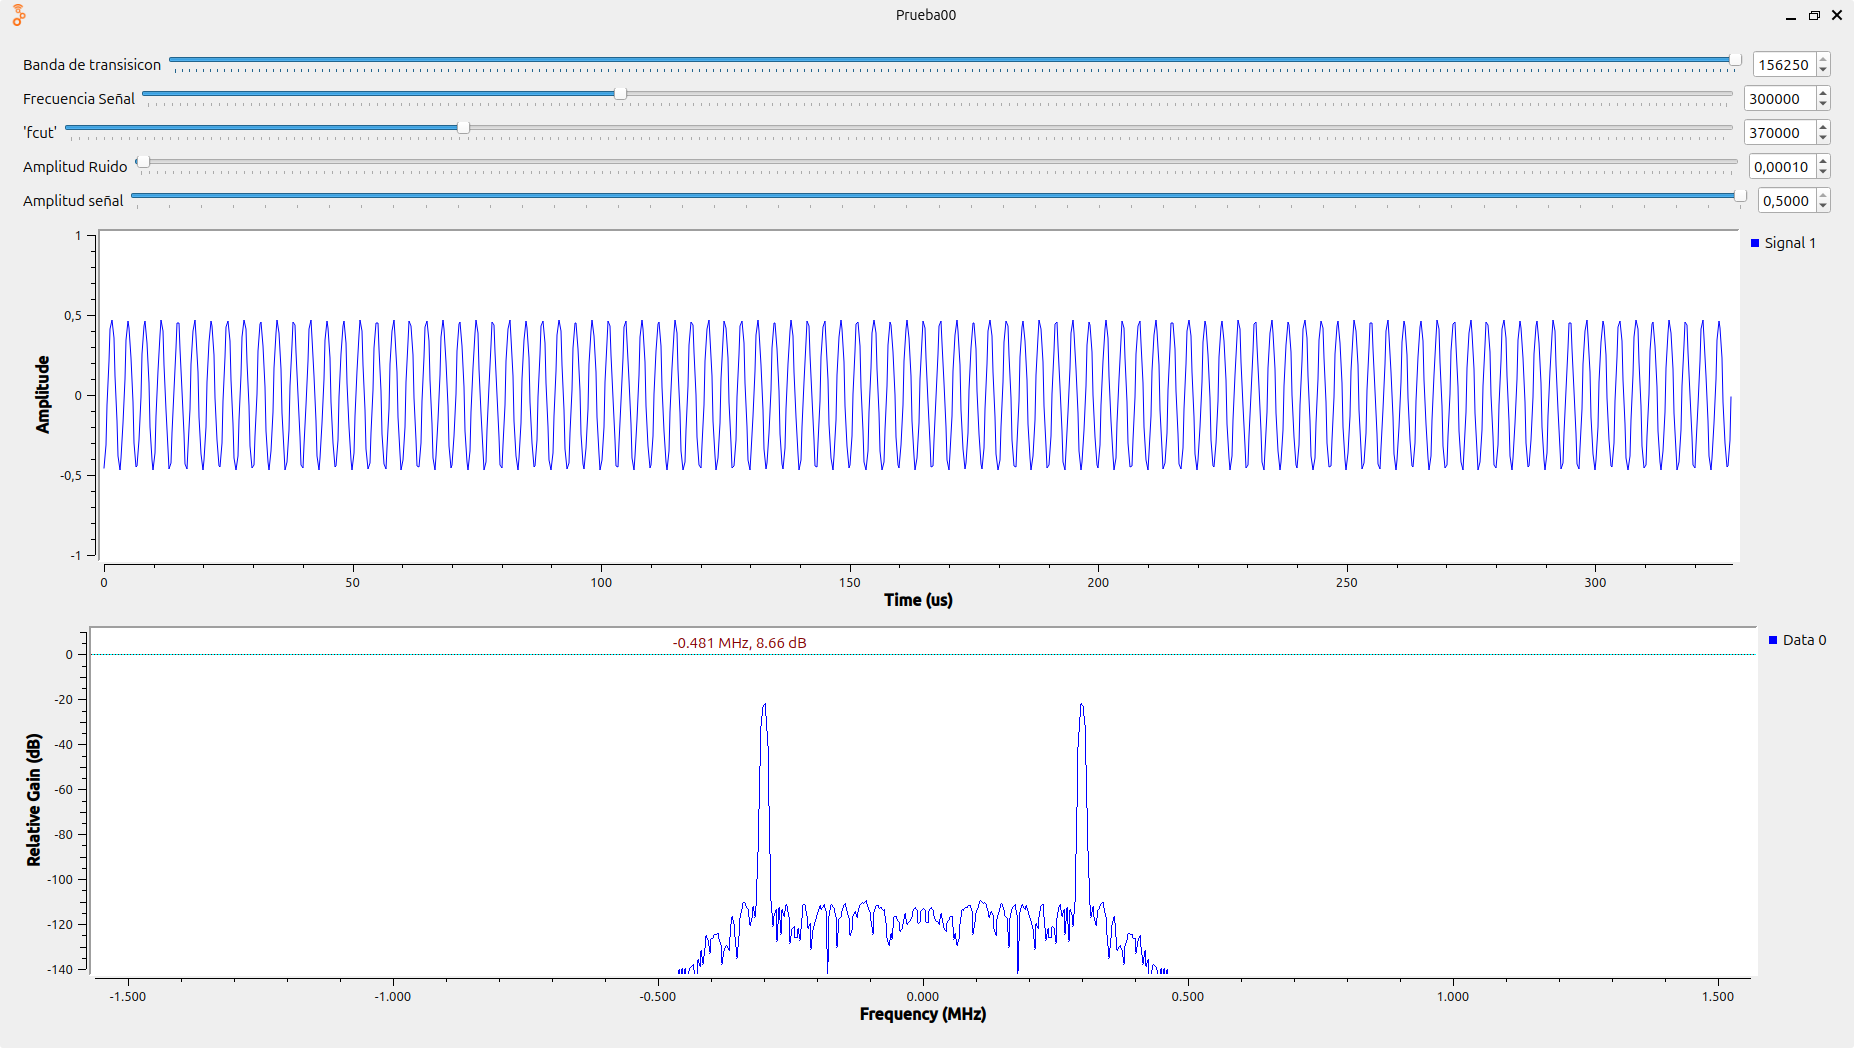 Prueba00
Banda de transisicon 156250
Frecuencia Señal 300000
'fcut' 370000
Amplitud Ruido 0,00010
Amplitud señal 0,5000
1
0,5
0
-0,5
-1
Amplitude
Signal 1
0 50 100 150 200 250 300
Time (us)
-0.481 MHz, 8.66 dB
Data 0
0
-20
-40
-60
-80
-100
-120
-140
Relative Gain (dB)
-1.500 -1.000 -0.500 0.000 0.500 1.000 1.500
Frequency (MHz)